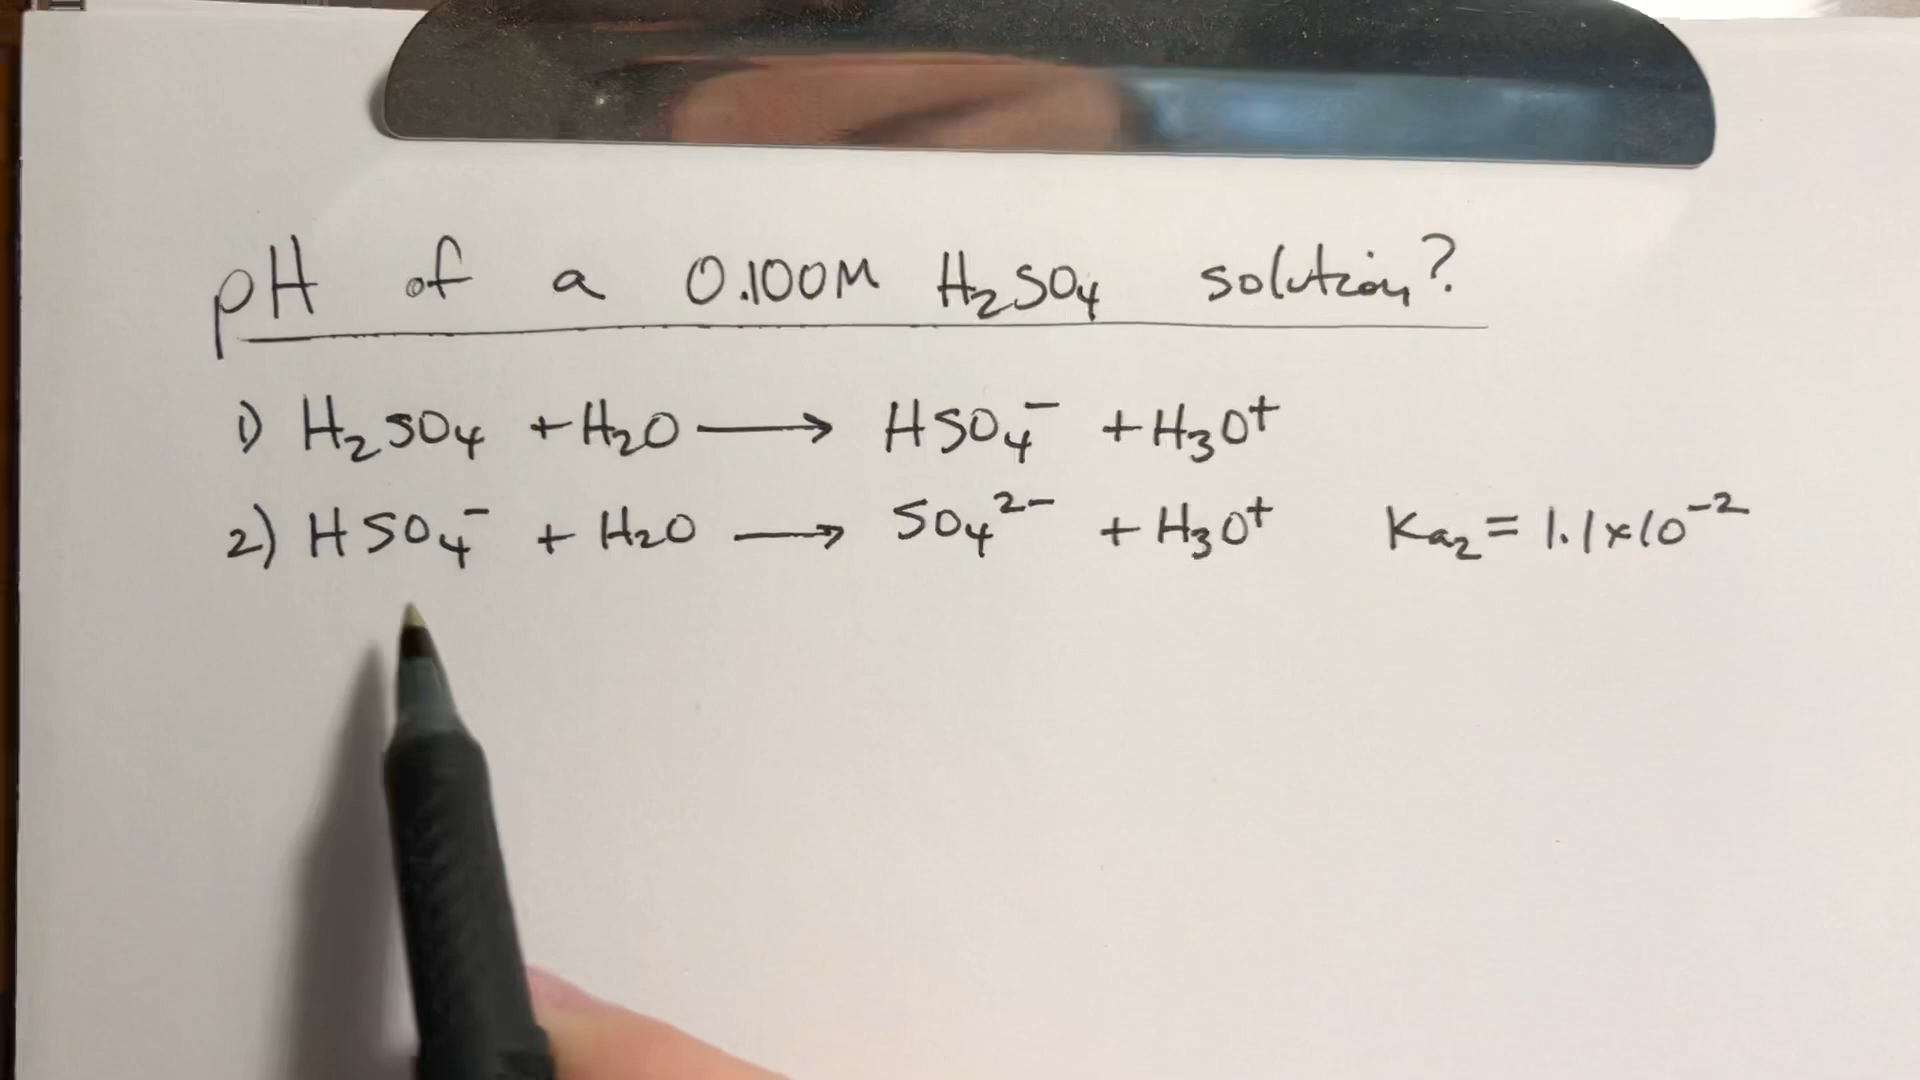 pH of a 0.100M H₂SO₄ solution?
1) H₂SO₄ + H₂O ⟶ HSO₄⁻ + H₃O⁺
2) HSO₄⁻ + H₂O ⟶ SO₄²⁻ + H₃O⁺ Ka₂ = 1.1×10⁻²